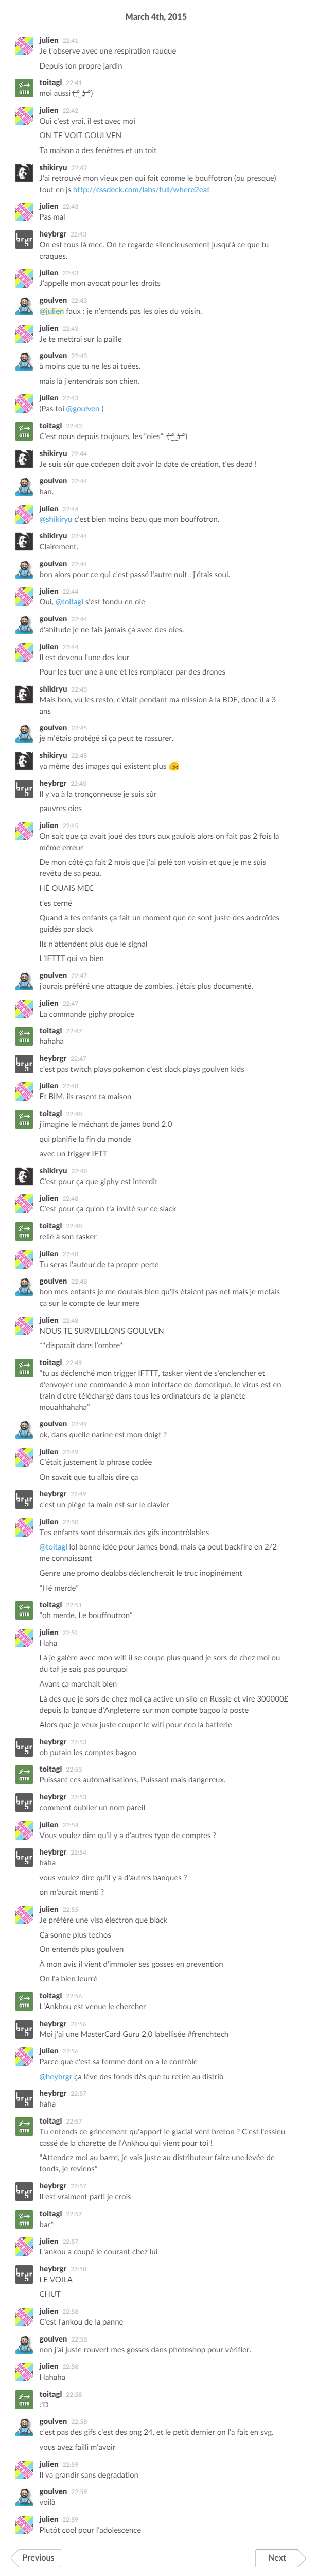 March 4th, 2015
julien 22:41
Je t'observe avec une respiration rauque
Depuis ton propre jardin
toitagl 22:41
julien 22:42
Oui c'est vrai, il est avec moi
ON TE VOIT GOULVEN
Ta maison a des fenêtres et un toit
shikiryu 22:42
J'ai retrouvé mon vieux pen qui fait comme le bouffotron (ou presque)
tout en js http://cssdeck.com/labs/full/where2eat
julien 22:43
Pas mal
heybrgr 22:43
On est tous là mec. On te regarde silencieusement jusqu'à ce que tu
craques.
julien 22:43
J'appelle mon avocat pour les droits
goulven 22:43
@julien faux : je n'entends pas les oies du voisin.
julien 22:43
Je te mettrai sur la paille
goulven 22:43
à moins que tu ne les ai tuées.
mais là j'entendrais son chien.
julien 22:43
(Pas toi @goulven )
toitagl 22:43
C'est nous depuis toujours, les "oies"
shikiryu 22:44
Je suis sûr que codepen doit avoir la date de création, t'es dead !
goulven 22:44
han.
julien 22:44
@shikiryu c'est bien moins beau que mon bouffotron.
shikiryu 22:44
Clairement.
goulven 22:44
bon alors pour ce qui c'est passé l'autre nuit : j'étais soul.
julien 22:44
Oui, @toitagl s'est fondu en oie
goulven 22:44
d'ahitude je ne fais jamais ça avec des oies.
julien 22:44
Il est devenu l'une des leur
Pour les tuer une à une et les remplacer par des drones
shikiryu 22:45
Mais bon, vu les resto, c'était pendant ma mission à la BDF, donc il a 3
ans
goulven 22:45
je m'étais protégé si ça peut te rassurer.
shikiryu 22:45
ya même des images qui existent plus
heybrgr 22:45
Il y va à la tronçonneuse je suis sûr
pauvres oies
julien 22:45
On sait que ça avait joué des tours aux gaulois alors on fait pas 2 fois la
même erreur
De mon côté ça fait 2 mois que j'ai pelé ton voisin et que je me suis
revêtu de sa peau.
HÉ OUAIS MEC
t'es cerné
Quand à tes enfants ça fait un moment que ce sont juste des androïdes
guidés par slack
Ils n'attendent plus que le signal
L'IFTTT qui va bien
goulven 22:47
j'aurais préféré une attaque de zombies, j'étais plus documenté.
julien 22:47
La commande giphy propice
toitagl 22:47
hahaha
heybrgr 22:47
c'est pas twitch plays pokemon c'est slack plays goulven kids
julien 22:48
Et BIM, ils rasent ta maison
toitagl 22:48
j'imagine le méchant de james bond 2.0
qui planifie la fin du monde
avec un trigger IFTT
shikiryu 22:48
C'est pour ça que giphy est interdit
julien 22:48
C'est pour ça qu'on t'a invité sur ce slack
toitagl 22:48
relié à son tasker
julien 22:48
Tu seras l'auteur de ta propre perte
goulven 22:48
bon mes enfants je me doutais bien qu'ils étaient pas net mais je metais
ça sur le compte de leur mere
julien 22:48
NOUS TE SURVEILLONS GOULVEN
**disparait dans l'ombre*
toitagl 22:49
"tu as déclenché mon trigger IFTTT, tasker vient de s'enclencher et
d'envoyer une commande à mon interface de domotique, le virus est en
train d'etre téléchargé dans tous les ordinateurs de la planète
mouahhahaha"
goulven 22:49
ok, dans quelle narine est mon doigt ?
julien 22:49
C'était justement la phrase codée
On savait que tu allais dire ça
heybrgr 22:49
c'est un piège ta main est sur le clavier
julien 22:50
Tes enfants sont désormais des gifs incontrôlables
@toitagl lol bonne idée pour James bond, mais ça peut backfire en 2/2
me connaissant
Genre une promo dealabs déclencherait le truc inopinément
"Hé merde"
toitagl 22:51
"oh merde. Le bouffoutron"
julien 22:51
Haha
Là je galère avec mon wifi il se coupe plus quand je sors de chez moi ou
du taf je sais pas pourquoi
Avant ça marchait bien
Là des que je sors de chez moi ça active un silo en Russie et vire 300000£
depuis la banque d'Angleterre sur mon compte bagoo la poste
Alors que je veux juste couper le wifi pour éco la batterie
heybrgr 22:53
oh putain les comptes bagoo
toitagl 22:53
Puissant ces automatisations. Puissant mais dangereux.
heybrgr 22:53
comment oublier un nom pareil
julien 22:54
Vous voulez dire qu'il y a d'autres type de comptes ?
heybrgr 22:54
haha
vous voulez dire qu'il y a d'autres banques ?
on m'aurait menti ?
julien 22:55
Je préfère une visa électron que black
Ça sonne plus technos
On entends plus goulven
À mon avis il vient d'immoler ses gosses en prevention
On l'a bien leurré
toitagl 22:56
L'Ankhou est venue le chercher
heybrgr 22:56
Moi j'ai une MasterCard Guru 2.0 labellisée #frenchtech
julien 22:56
Parce que c'est sa femme dont on a le contrôle
@heybrgr ça lève des fonds dès que tu retire au distrib
heybrgr 22:57
haha
toitagl 22:57
Tu entends ce grincement qu'apport le glacial vent breton ? C'est l'essieu
cassé de la charette de l'Ankhou qui vient pour toi !
"Attendez moi au barre, je vais juste au distributeur faire une levée de
fonds, je reviens"
heybrgr 22:57
Il est vraiment parti je crois
toitagl 22:57
bar*
julien 22:57
L'ankou a coupé le courant chez lui
heybrgr 22:58
LE VOILA
CHUT
julien 22:58
C'est l'ankou de la panne
goulven 22:58
non j'ai juste rouvert mes gosses dans photoshop pour vérifier.
julien 22:58
Hahaha
toitagl 22:58
:'D
goulven 22:58
c'est pas des gifs c'est des png 24, et le petit dernier on l'a fait en svg.
vous avez failli m'avoir
julien 22:59
Il va grandir sans degradation
goulven 22:59
voilà
julien 22:59
Plutôt cool pour l'adolescence
Previous
Next